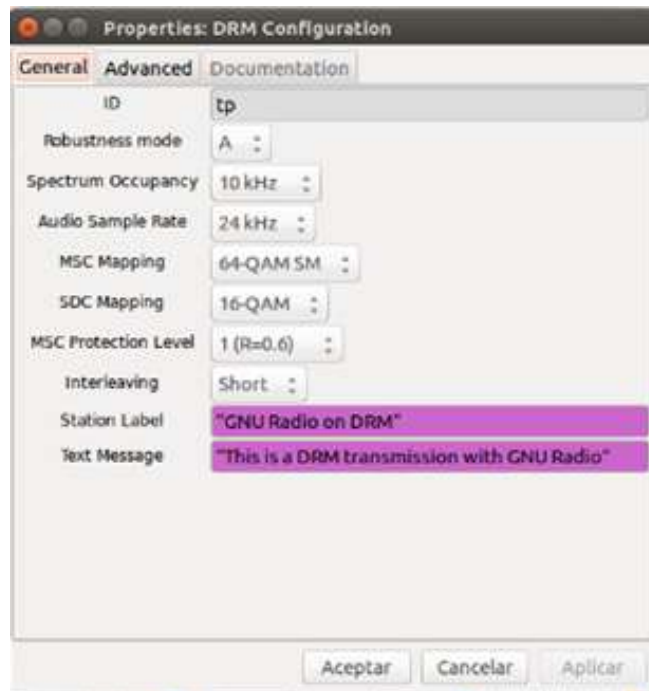 Properties: DRM Configuration
General Advanced Documentation
ID tp
Robustness mode A
Spectrum Occupancy 10 kHz
Audio Sample Rate 24 kHz
MSC Mapping 64-QAM SM
SDC Mapping 16-QAM
MSC Protection Level 1 (R=0.6)
Interleaving Short
Station Label "GNU Radio on DRM"
Text Message "This is a DRM transmission with GNU Radio"
Aceptar Cancelar Aplicar